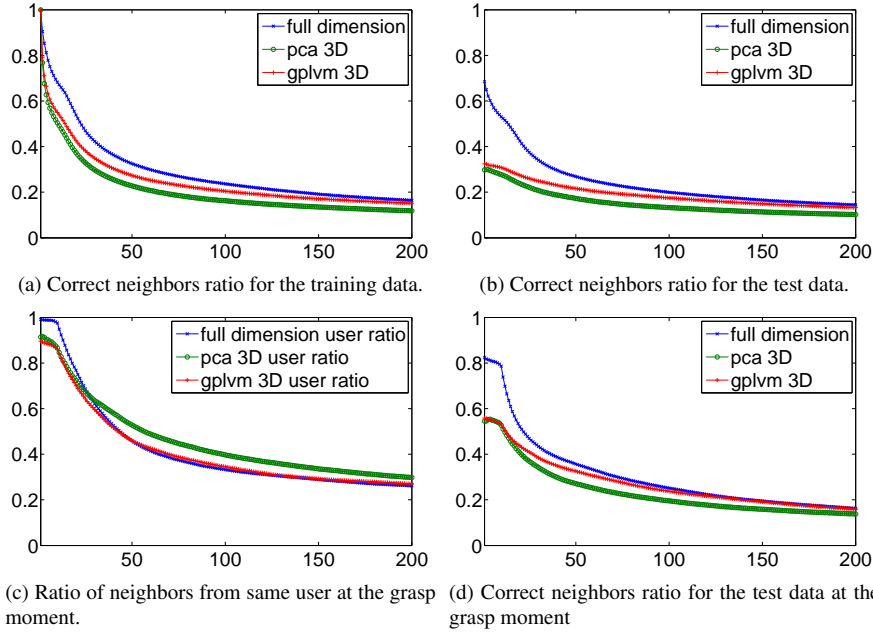 1
0.8
0.6
0.4
0.2
0
50
100
150
200
full dimension
pca 3D
gplvm 3D
(a) Correct neighbors ratio for the training data.
1
0.8
0.6
0.4
0.2
0
50
100
150
200
full dimension
pca 3D
gplvm 3D
(b) Correct neighbors ratio for the test data.
1
0.8
0.6
0.4
0.2
0
50
100
150
200
full dimension user ratio
pca 3D user ratio
gplvm 3D user ratio
(c) Ratio of neighbors from same user at the grasp
moment.
1
0.8
0.6
0.4
0.2
0
50
100
150
200
full dimension
pca 3D
gplvm 3D
(d) Correct neighbors ratio for the test data at the
grasp moment